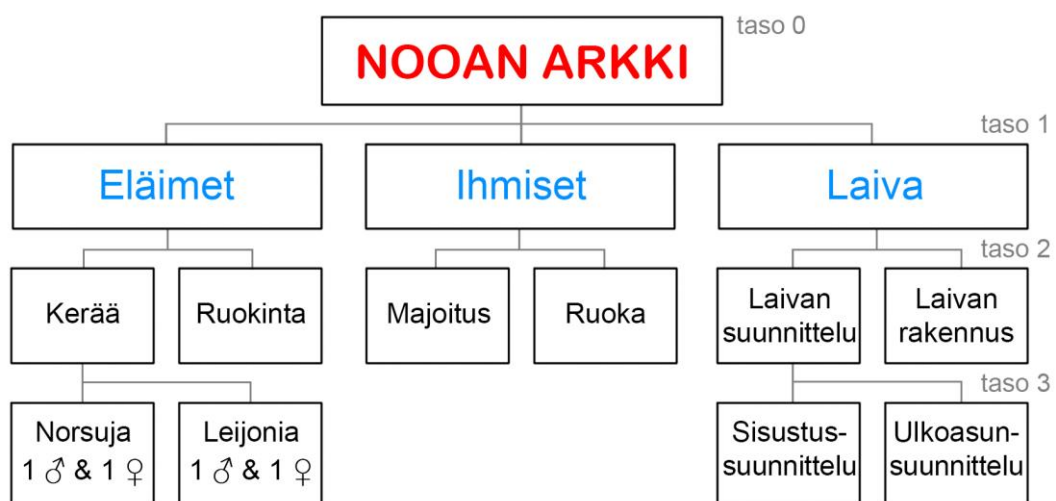 taso 0
NOOAN ARKKI
taso 1
Eläimet
Ihmiset
Laiva
taso 2
Kerää
Ruokinta
Majoitus
Ruoka
Laivan
suunnittelu
Laivan
rakennus
taso 3
Norsuja
1 ♂ & 1 ♀
Leijonia
1 ♂ & 1 ♀
Sisustus-
suunnittelu
Ulkoasun-
suunnittelu